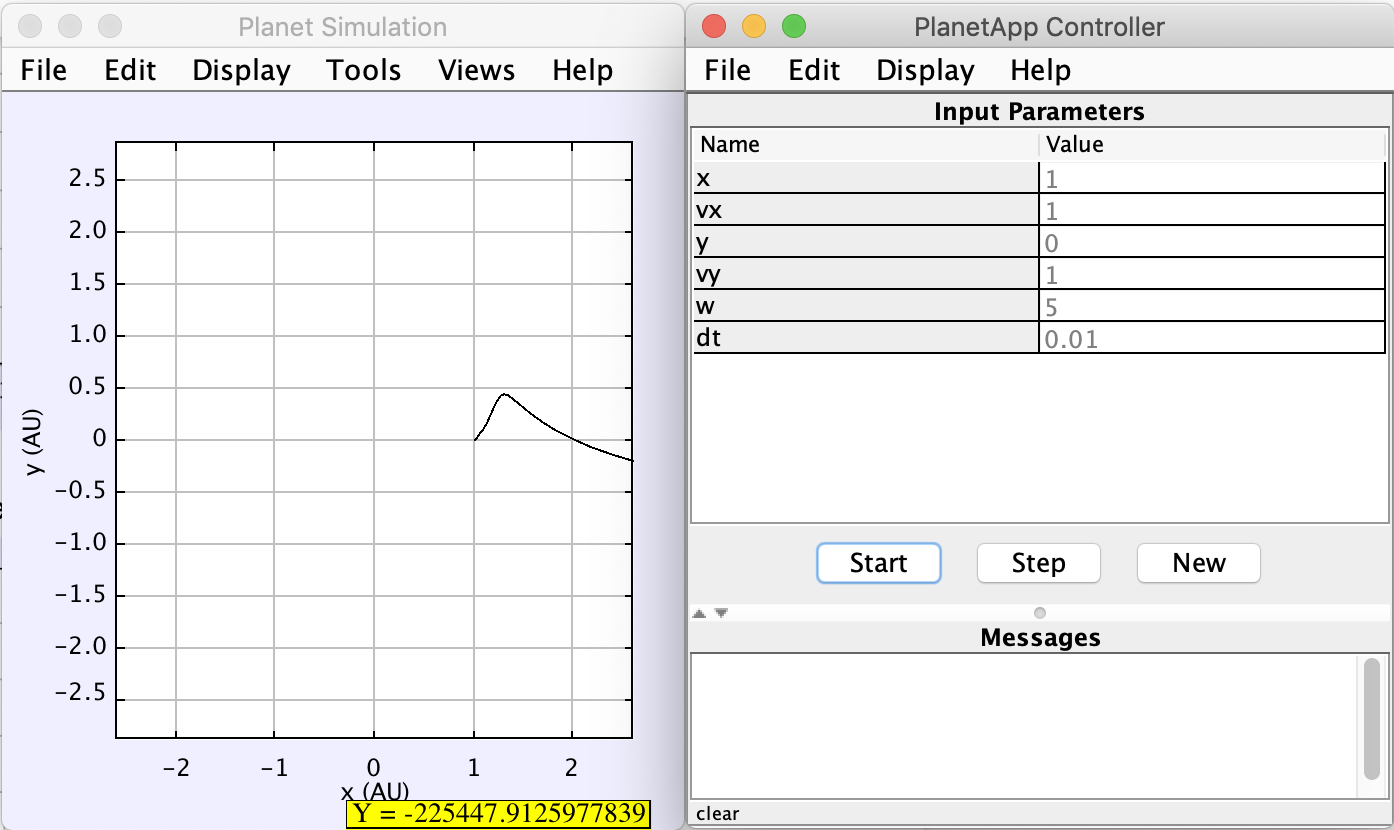 Planet Simulation
File Edit Display Tools Views Help
2.5
2.0
1.5
1.0
0.5
0
−0.5
−1.0
−1.5
−2.0
−2.5
y (AU)
−2 −1 0 1 2
x (AU)
Y = -225447.9125977839
PlanetApp Controller
File Edit Display Help
Input Parameters
Name Value
x 1
vx 1
y 0
vy 1
w 5
dt 0.01
Start Step New
Messages
clear